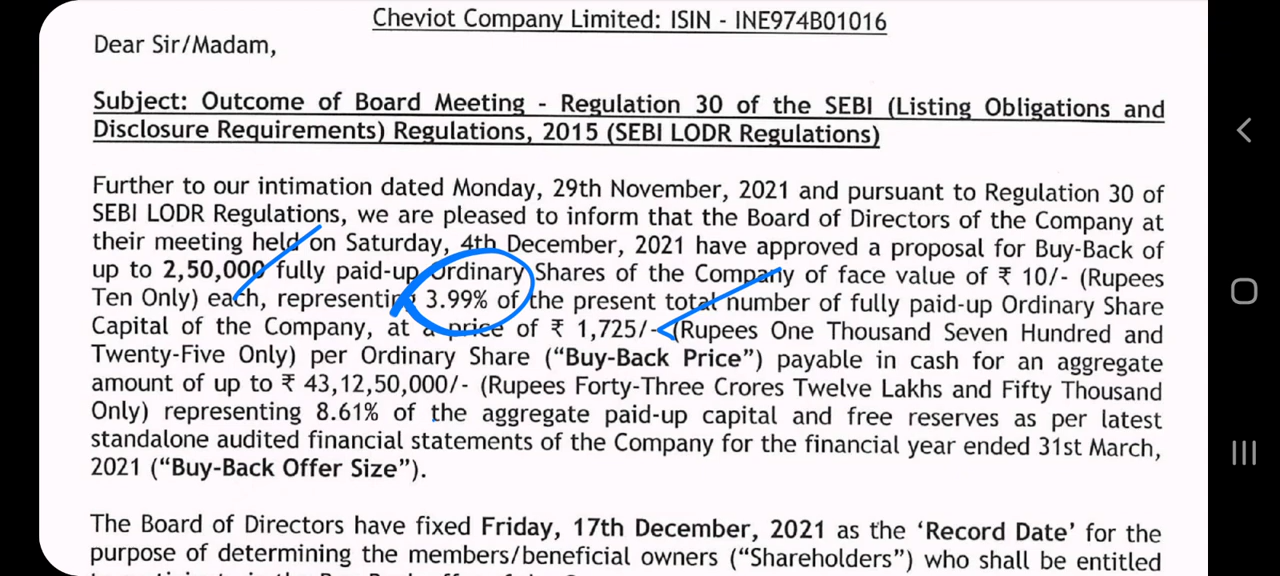 Cheviot Company Limited: ISIN - INE974B01016
Dear Sir/Madam,
Subject: Outcome of Board Meeting - Regulation 30 of the SEBI (Listing Obligations and
Disclosure Requirements) Regulations, 2015 (SEBI LODR Regulations)
Further to our intimation dated Monday, 29th November, 2021 and pursuant to Regulation 30 of
SEBI LODR Regulations, we are pleased to inform that the Board of Directors of the Company at
their meeting held on Saturday, 4th December, 2021 have approved a proposal for Buy-Back of
up to 2,50,000 fully paid-up Ordinary Shares of the Company of face value of ₹ 10/- (Rupees
Ten Only) each, representing 3.99% of the present total number of fully paid-up Ordinary Share
Capital of the Company, at a price of ₹ 1,725/- (Rupees One Thousand Seven Hundred and
Twenty-Five Only) per Ordinary Share (“Buy-Back Price”) payable in cash for an aggregate
amount of up to ₹ 43,12,50,000/- (Rupees Forty-Three Crores Twelve Lakhs and Fifty Thousand
Only) representing 8.61% of the aggregate paid-up capital and free reserves as per latest
standalone audited financial statements of the Company for the financial year ended 31st March,
2021 (“Buy-Back Offer Size”).
The Board of Directors have fixed Friday, 17th December, 2021 as the ‘Record Date’ for the
purpose of determining the members/beneficial owners (“Shareholders”) who shall be entitled